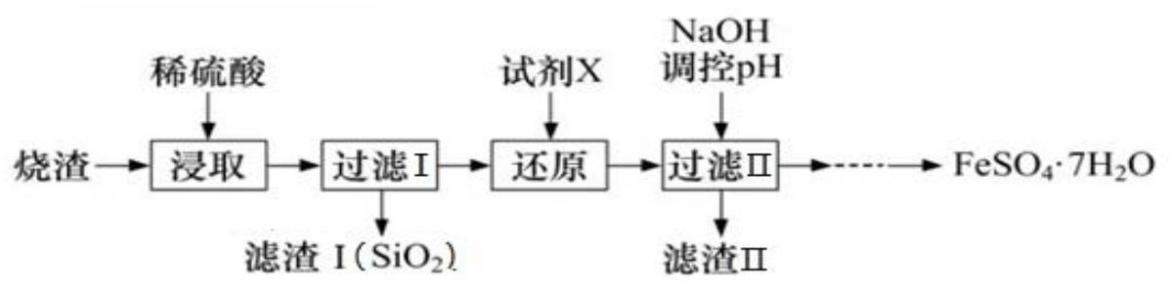 NaOH
稀硫酸
试剂X
调控pH
烧渣
浸取
过滤Ⅰ
还原
过滤Ⅱ
FeSO₄·7H₂O
滤渣Ⅰ(SiO₂)
滤渣Ⅱ